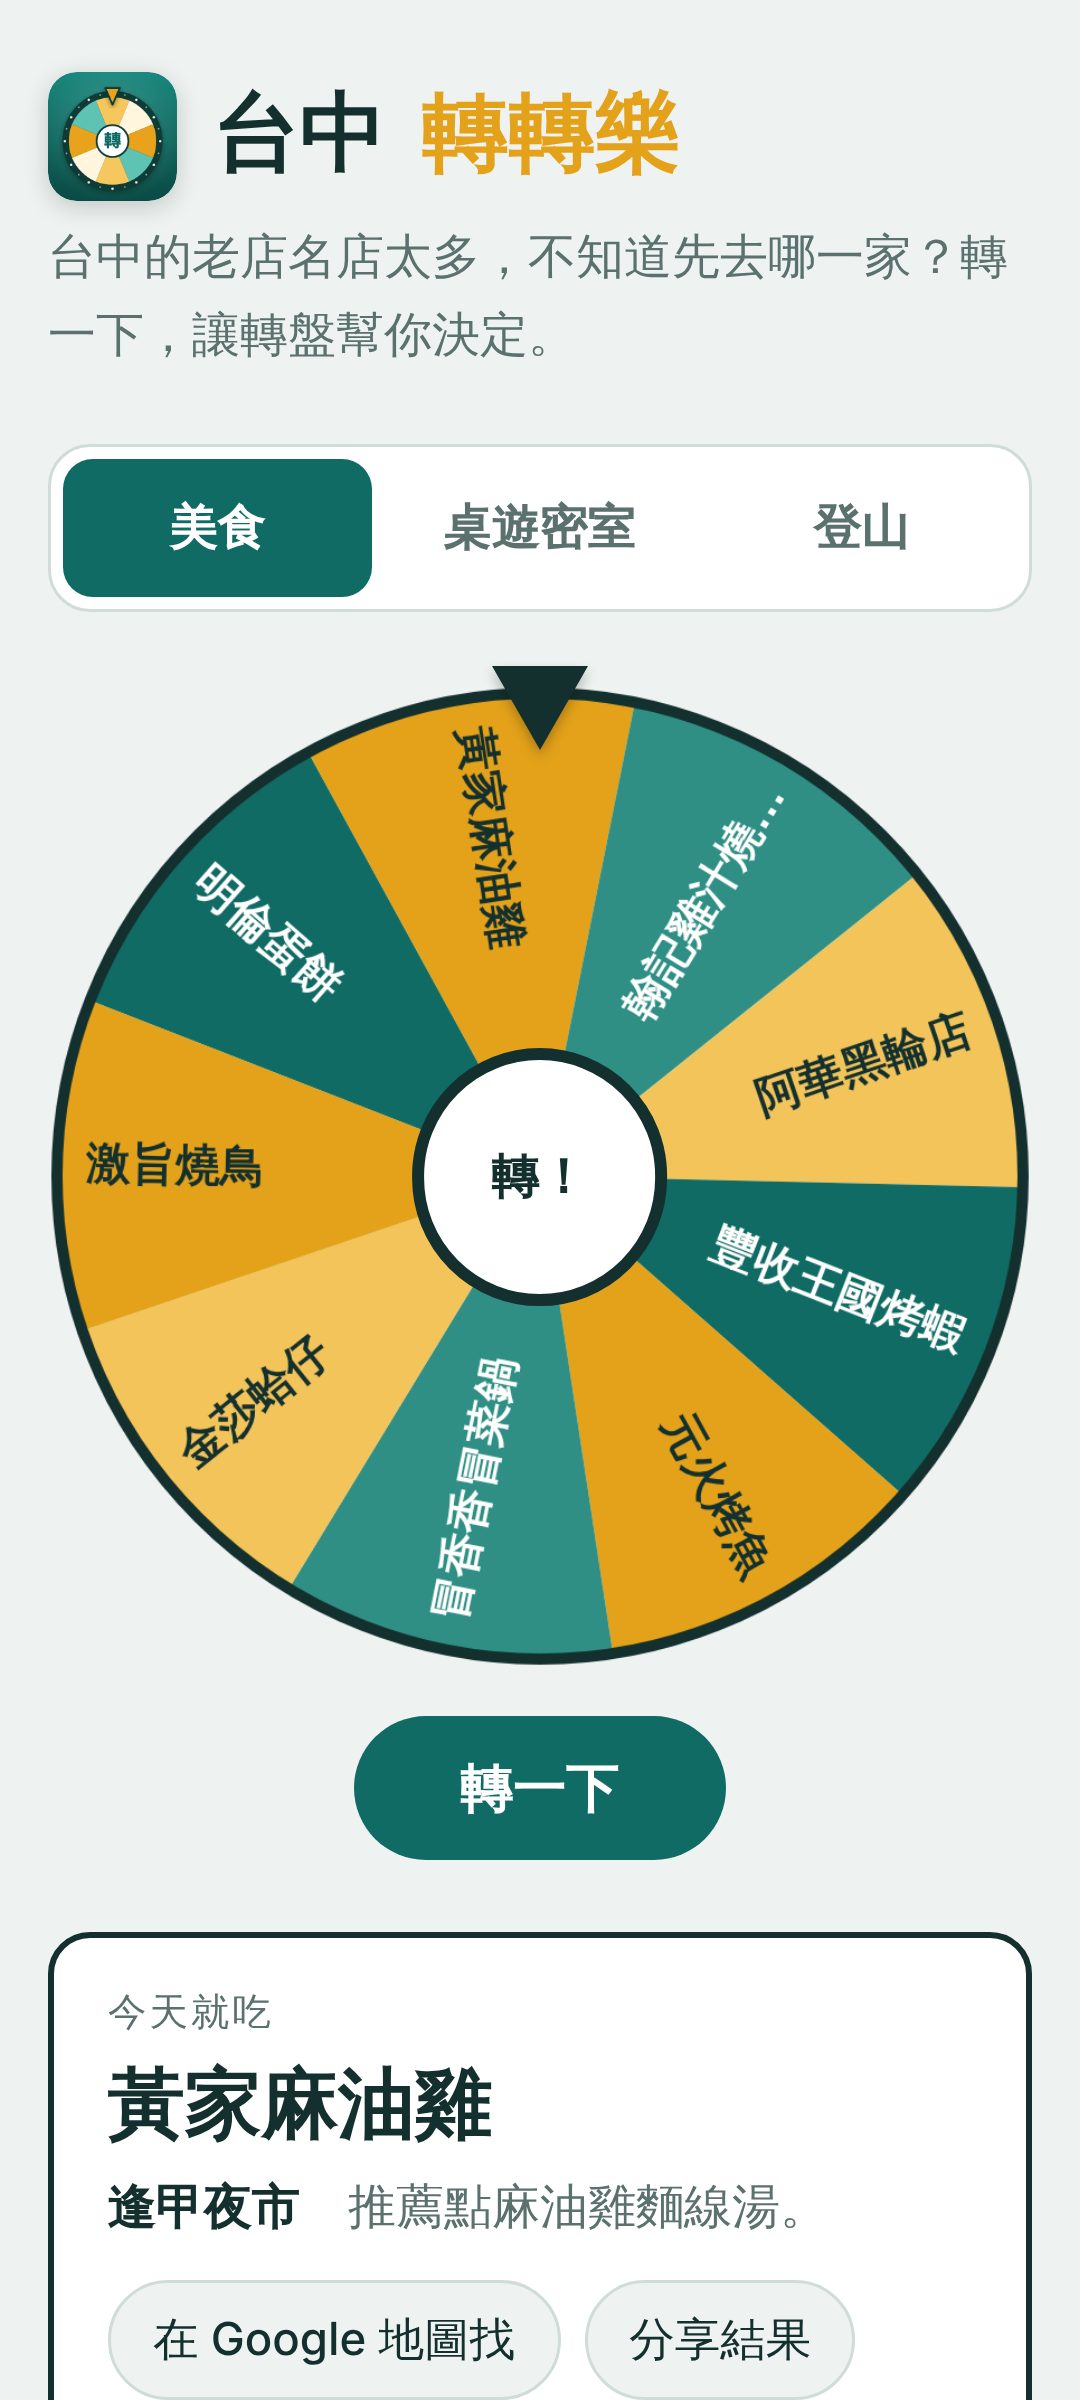 轉
台中 轉轉樂
台中的老店名店太多，不知道先去哪一家？轉
一下，讓轉盤幫你決定。
美食
桌遊密室
登山
黃家麻油雞
翰記雞汁燒…
阿華黑輪店
豐收王國烤蝦
元火烤魚
冒香香冒菜鍋
金莎蛤仔
激旨燒鳥
明倫蛋餅
轉！
轉一下
今天就吃
黃家麻油雞
逢甲夜市 推薦點麻油雞麵線湯。
在 Google 地圖找
分享結果